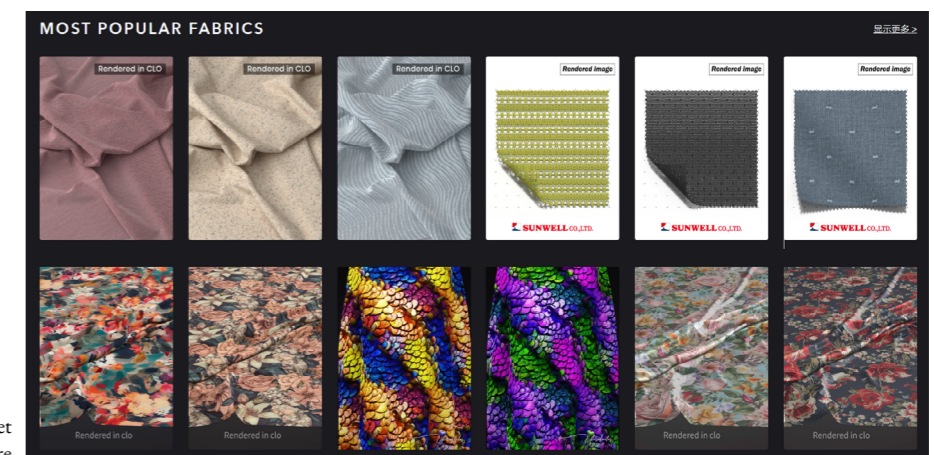 MOST POPULAR FABRICS
显示更多 >
Rendered in CLO
Rendered in CLO
Rendered in CLO
Rendered image
Rendered image
Rendered image
SUNWELL CO.,LTD.
SUNWELL CO.,LTD.
SUNWELL CO.,LTD.
Rendered in clo
Rendered in clo
Rendered in clo
Rendered in clo
et
re